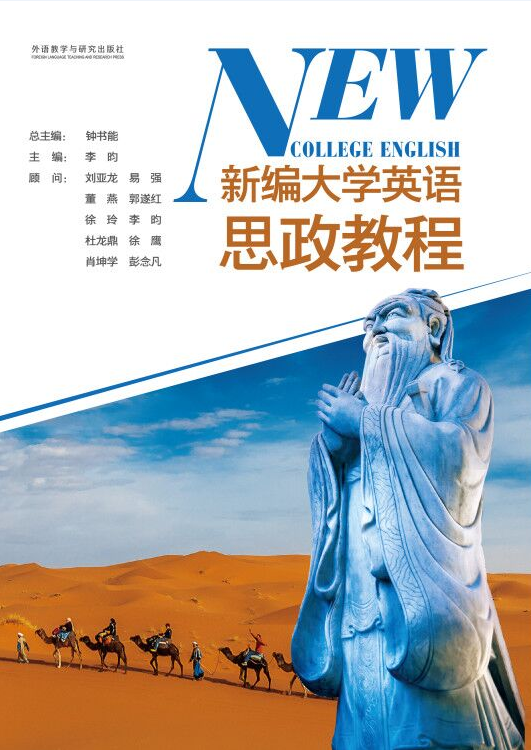 外语教学与研究出版社
FOREIGN LANGUAGE TEACHING AND RESEARCH PRESS
NEW
COLLEGE ENGLISH
新编大学英语
思政教程
总主编： 钟书能
主 编： 李 昀
顾 问： 刘亚龙 易 强
董 燕 郭遂红
徐 玲 李 昀
杜龙鼎 徐 鹰
肖坤学 彭念凡